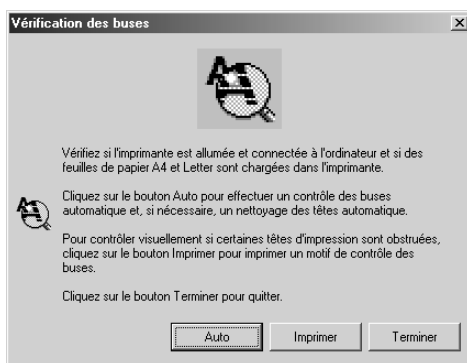 Vérification des buses
Vérifiez si l'imprimante est allumée et connectée à l'ordinateur et si des
feuilles de papier A4 et Letter sont chargées dans l'imprimante.
Cliquez sur le bouton Auto pour effectuer un contrôle des buses
automatique et, si nécessaire, un nettoyage des têtes automatique.
Pour contrôler visuellement si certaines têtes d'impression sont obstruées,
cliquez sur le bouton Imprimer pour imprimer un motif de contrôle des
buses.
Cliquez sur le bouton Terminer pour quitter.
Auto
Imprimer
Terminer